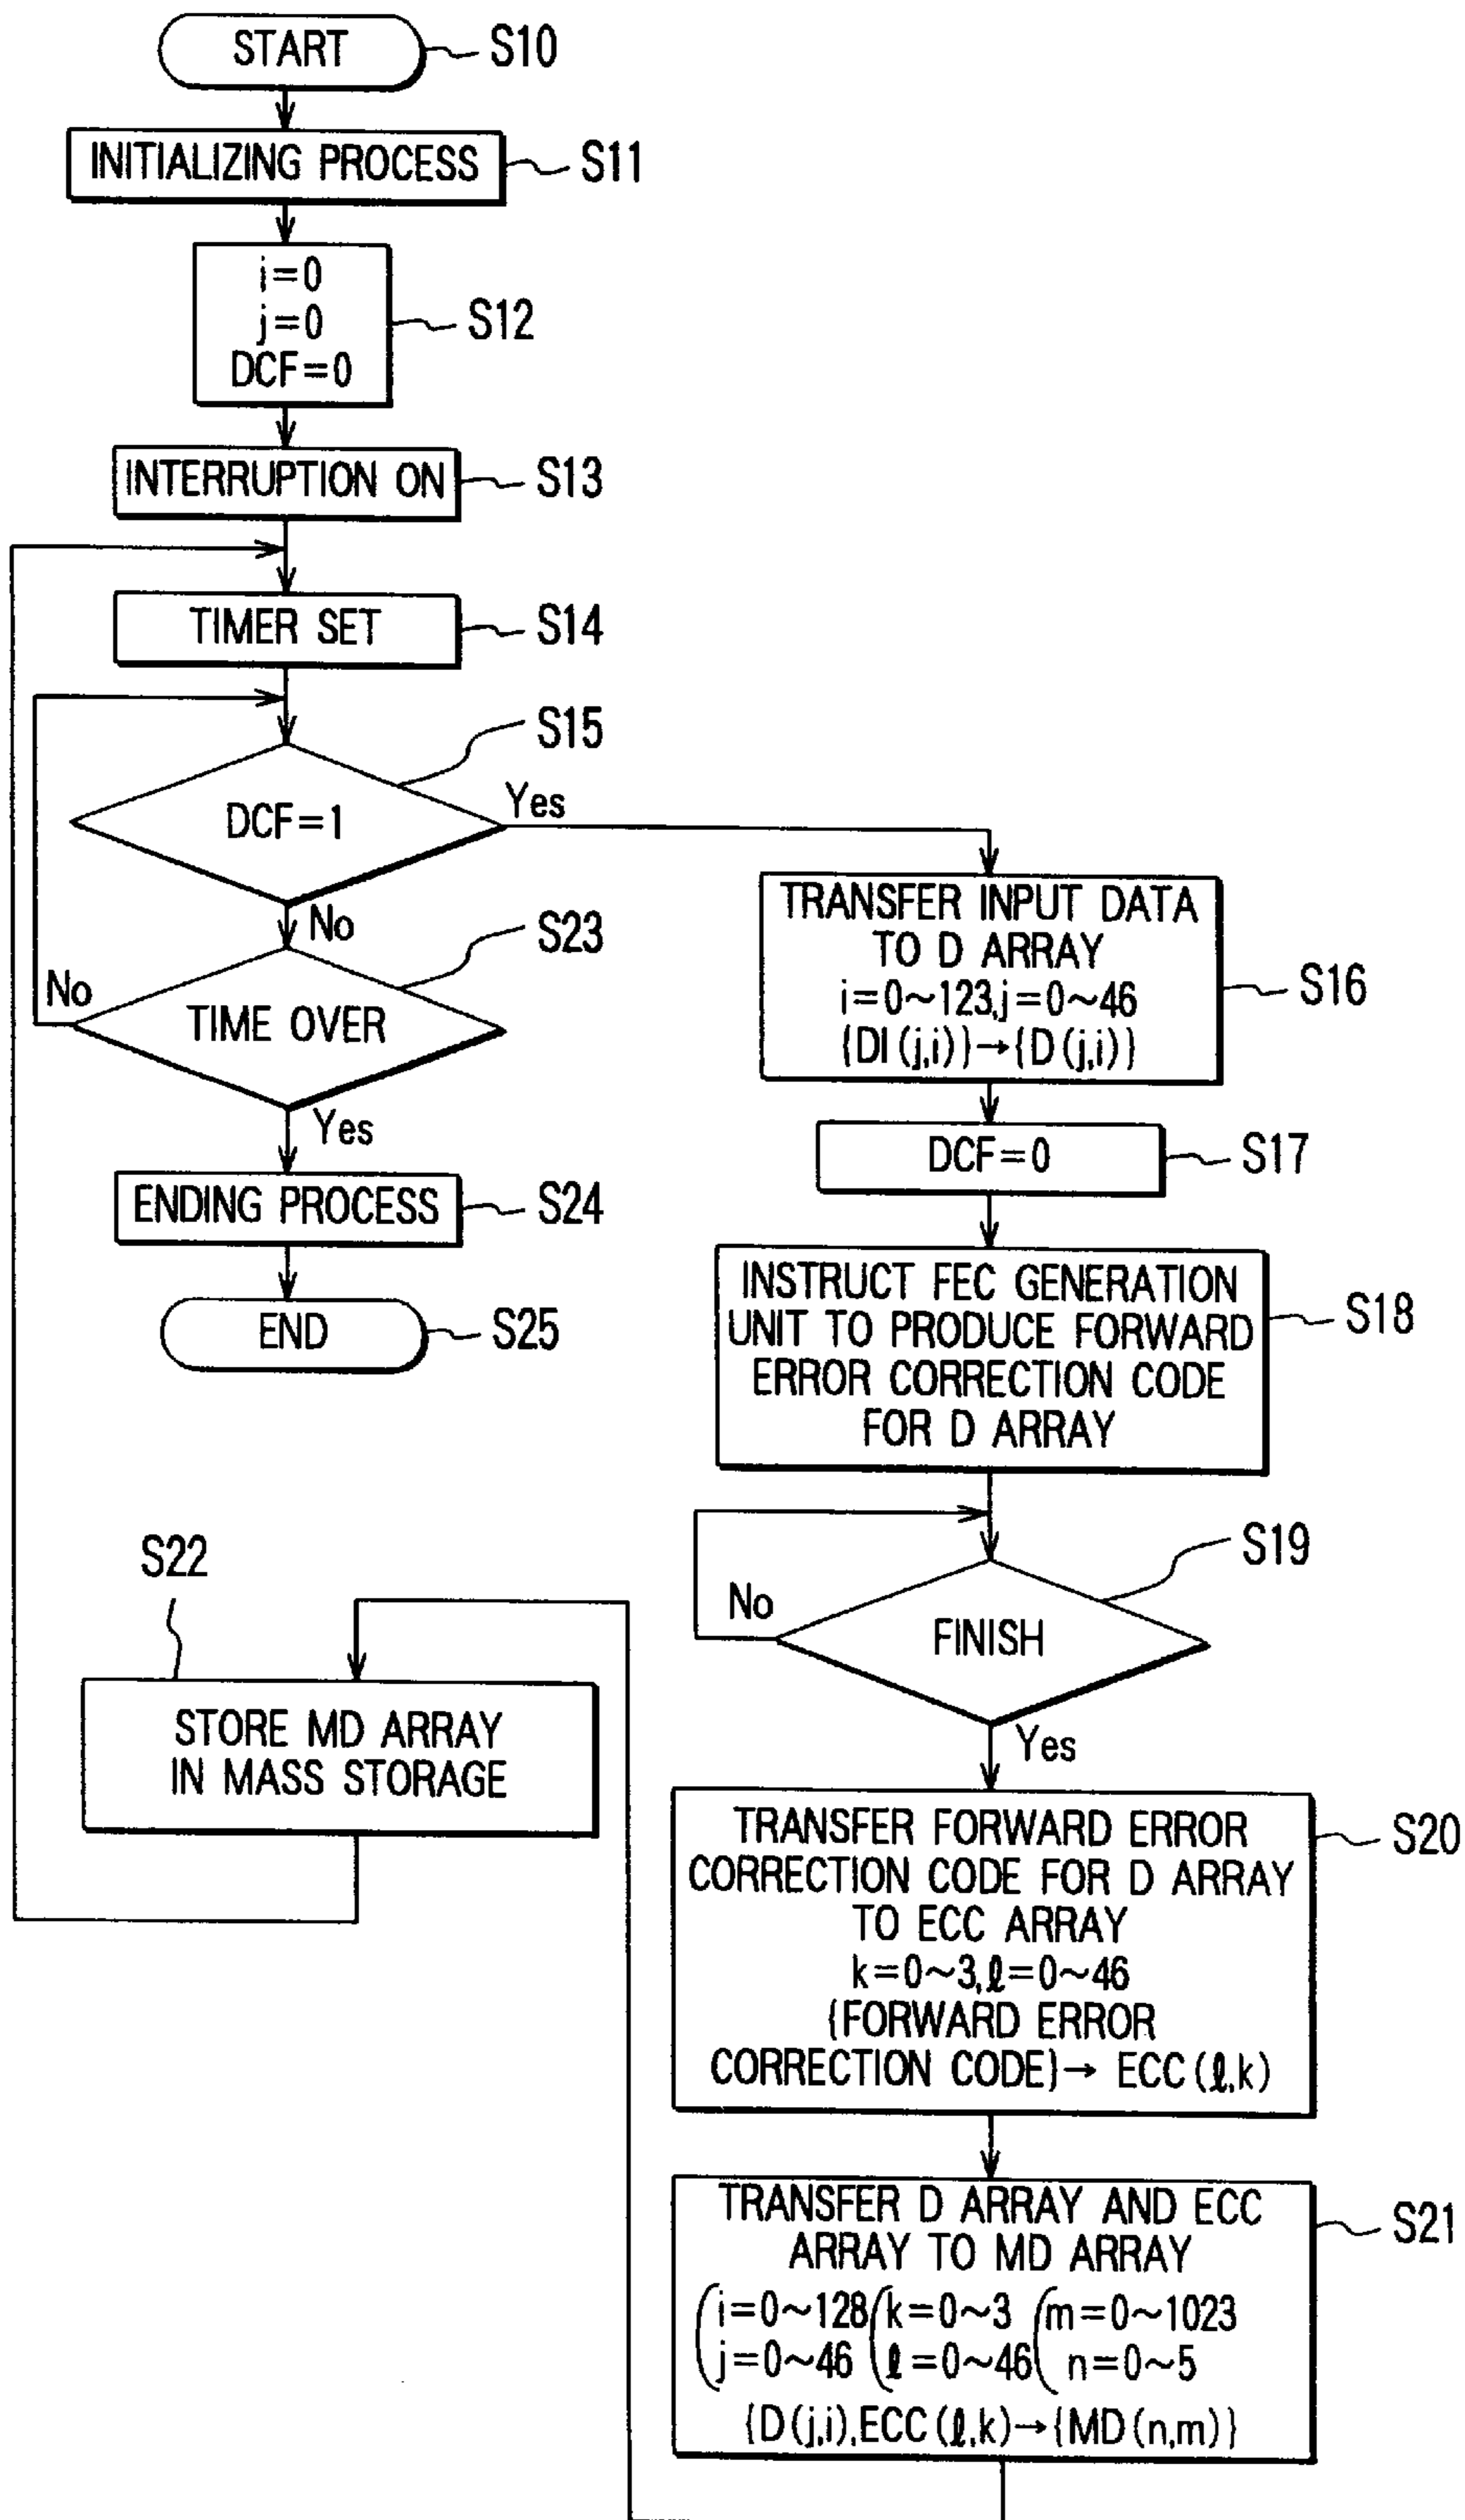 START
S10
INITIALIZING PROCESS
S11
i=0
j=0
DCF=0
S12
INTERRUPTION ON
S13
TIMER SET
S14
S15
DCF=1
Yes
No
S23
No
TIME OVER
Yes
ENDING PROCESS
S24
END
S25
TRANSFER INPUT DATA
TO D ARRAY
i=0~123,j=0~46
{DI(j,i)}→{D(j,i)}
S16
DCF=0
S17
INSTRUCT FEC GENERATION
UNIT TO PRODUCE FORWARD
ERROR CORRECTION CODE
FOR D ARRAY
S18
S19
No
FINISH
Yes
S22
STORE MD ARRAY
IN MASS STORAGE
TRANSFER FORWARD ERROR
CORRECTION CODE FOR D ARRAY
TO ECC ARRAY
k=0~3,ℓ=0~46
{FORWARD ERROR
CORRECTION CODE}→ ECC(ℓ,k)
S20
TRANSFER D ARRAY AND ECC
ARRAY TO MD ARRAY
(i=0~128 (k=0~3 (m=0~1023
j=0~46 ℓ=0~46 n=0~5
{D(j,i),ECC(ℓ,k)→{MD(n,m)}
S21